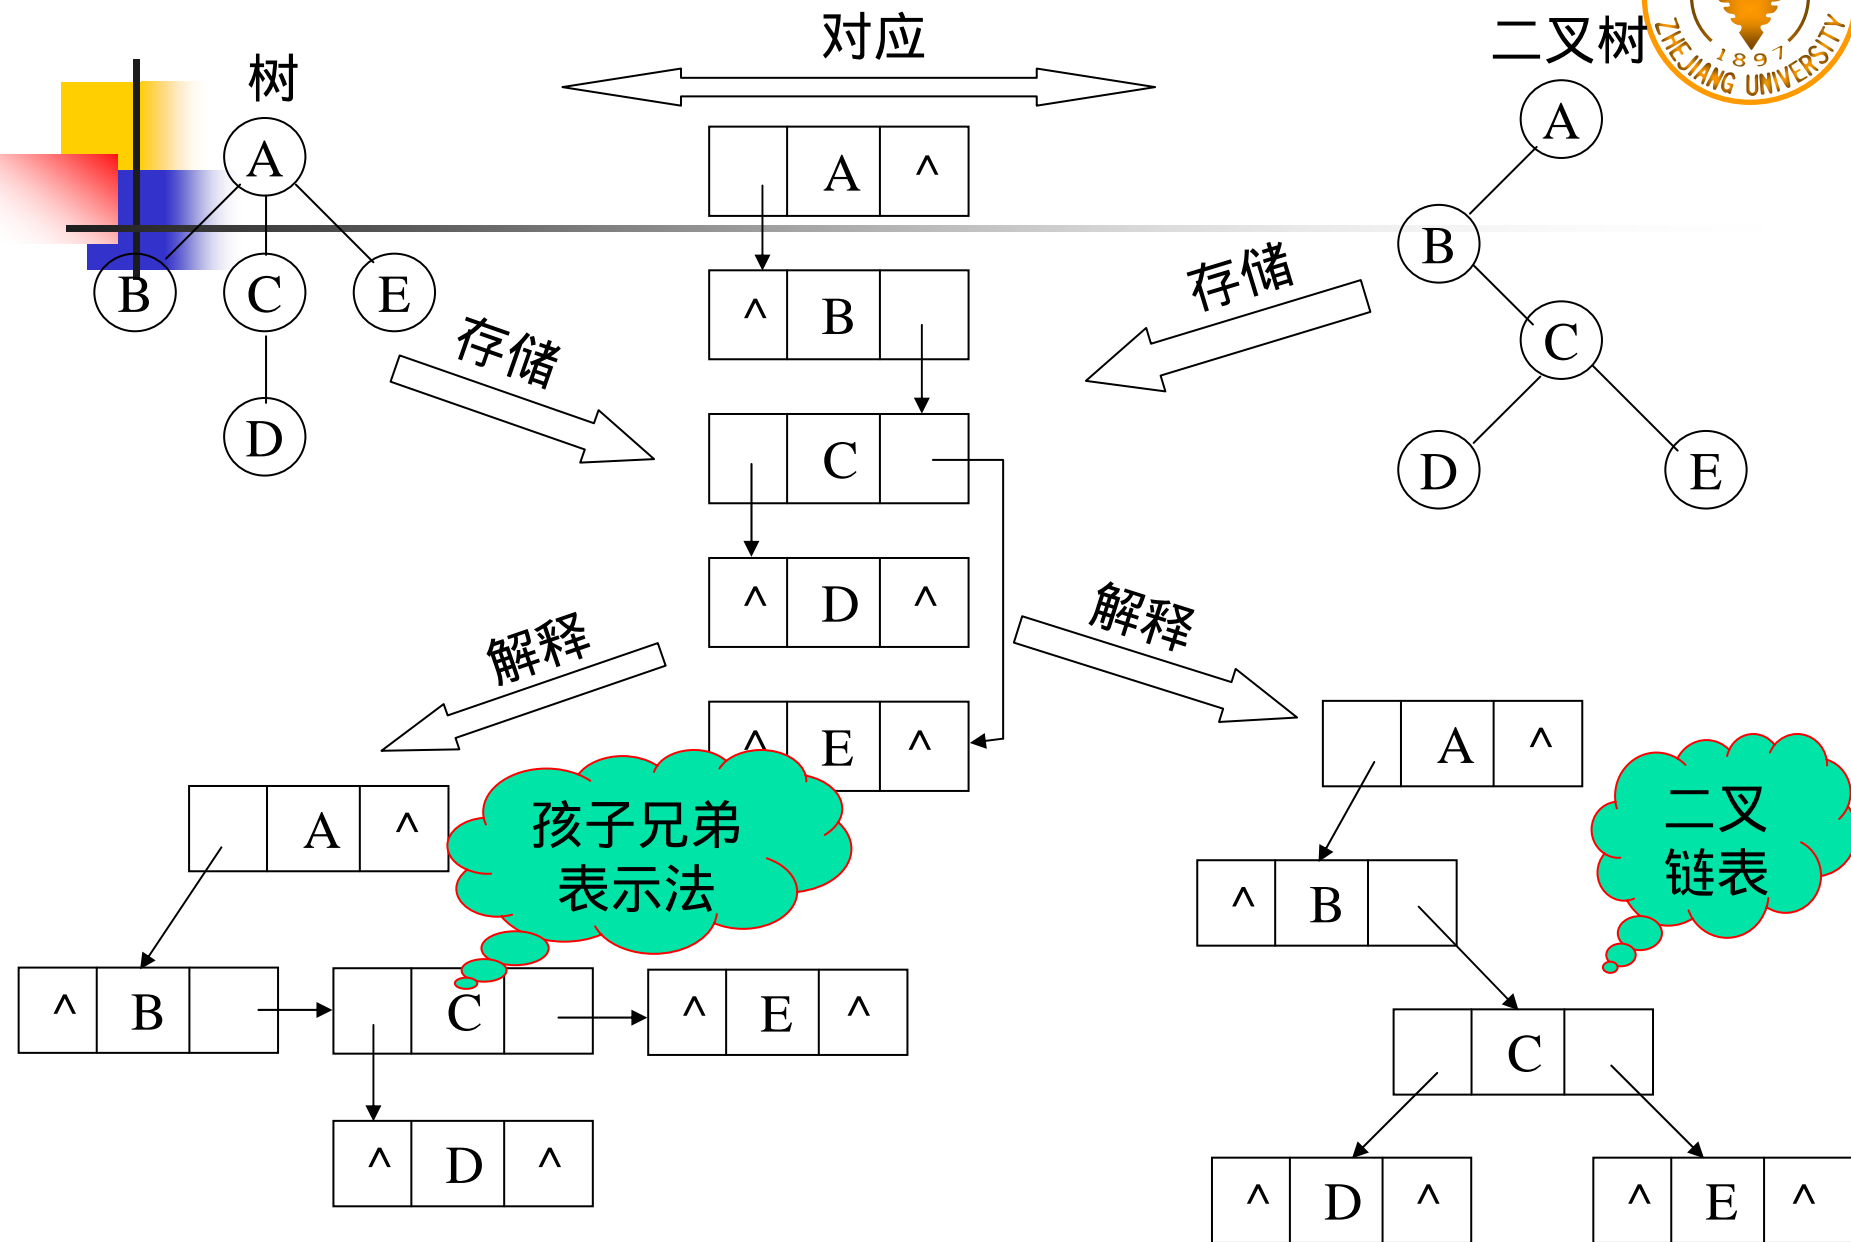 对应
二叉树
1897
ZHEJIANG UNIVERSITY
树
A
B C E
D
A
B
C
D E
存储
存储
A ^
^ B
C
^ D ^
^ E ^
解释
解释
A ^
^ B
C
^ E ^
^ D ^
孩子兄弟
表示法
A ^
^ B
C
^ D ^
^ E ^
二叉
链表